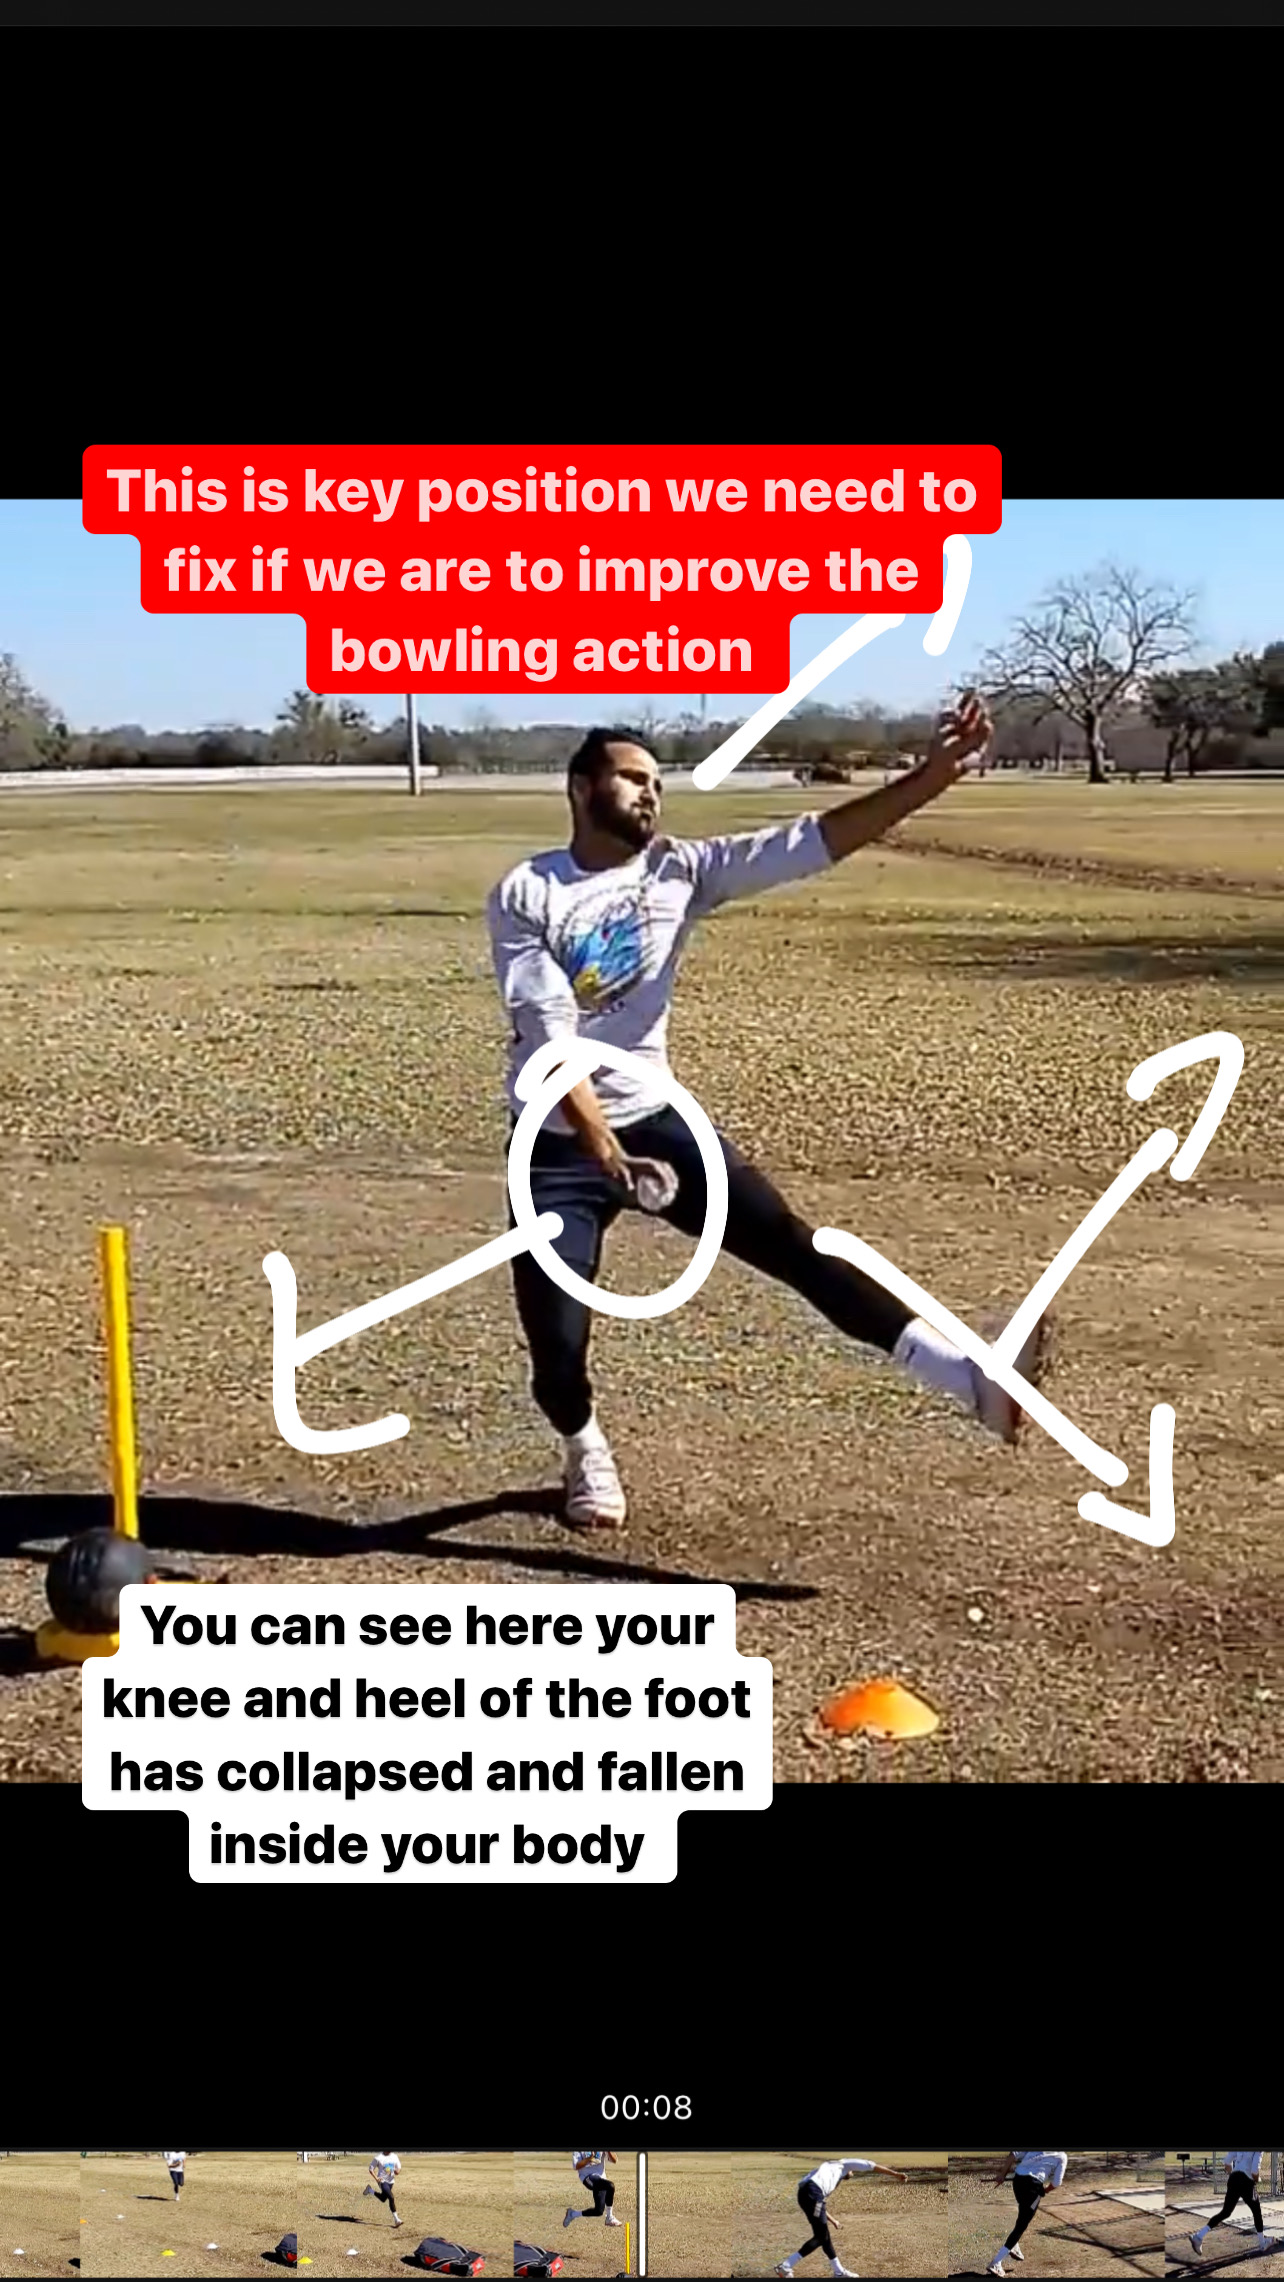 This is key position we need to
fix if we are to improve the
bowling action
You can see here your
knee and heel of the foot
has collapsed and fallen
inside your body
00:08